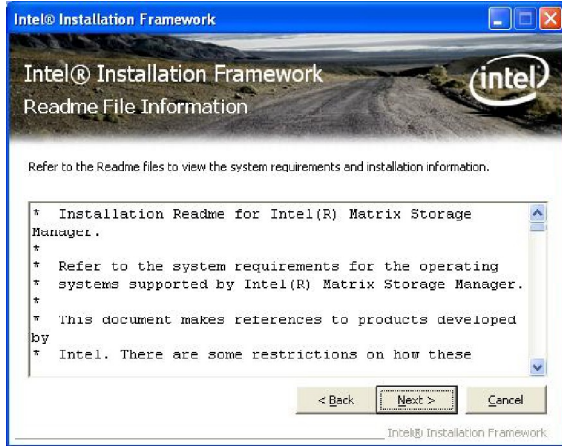 Intel® Installation Framework
Intel® Installation Framework
Readme File Information
intel
Refer to the Readme files to view the system requirements and installation information.
*   Installation Readme for Intel(R) Matrix Storage
Manager.
*
*   Refer to the system requirements for the operating
*   systems supported by Intel(R) Matrix Storage Manager.
*
*   This document makes references to products developed
by
*   Intel. There are some restrictions on how these
< Back  Next >  Cancel
Intel® Installation Framework